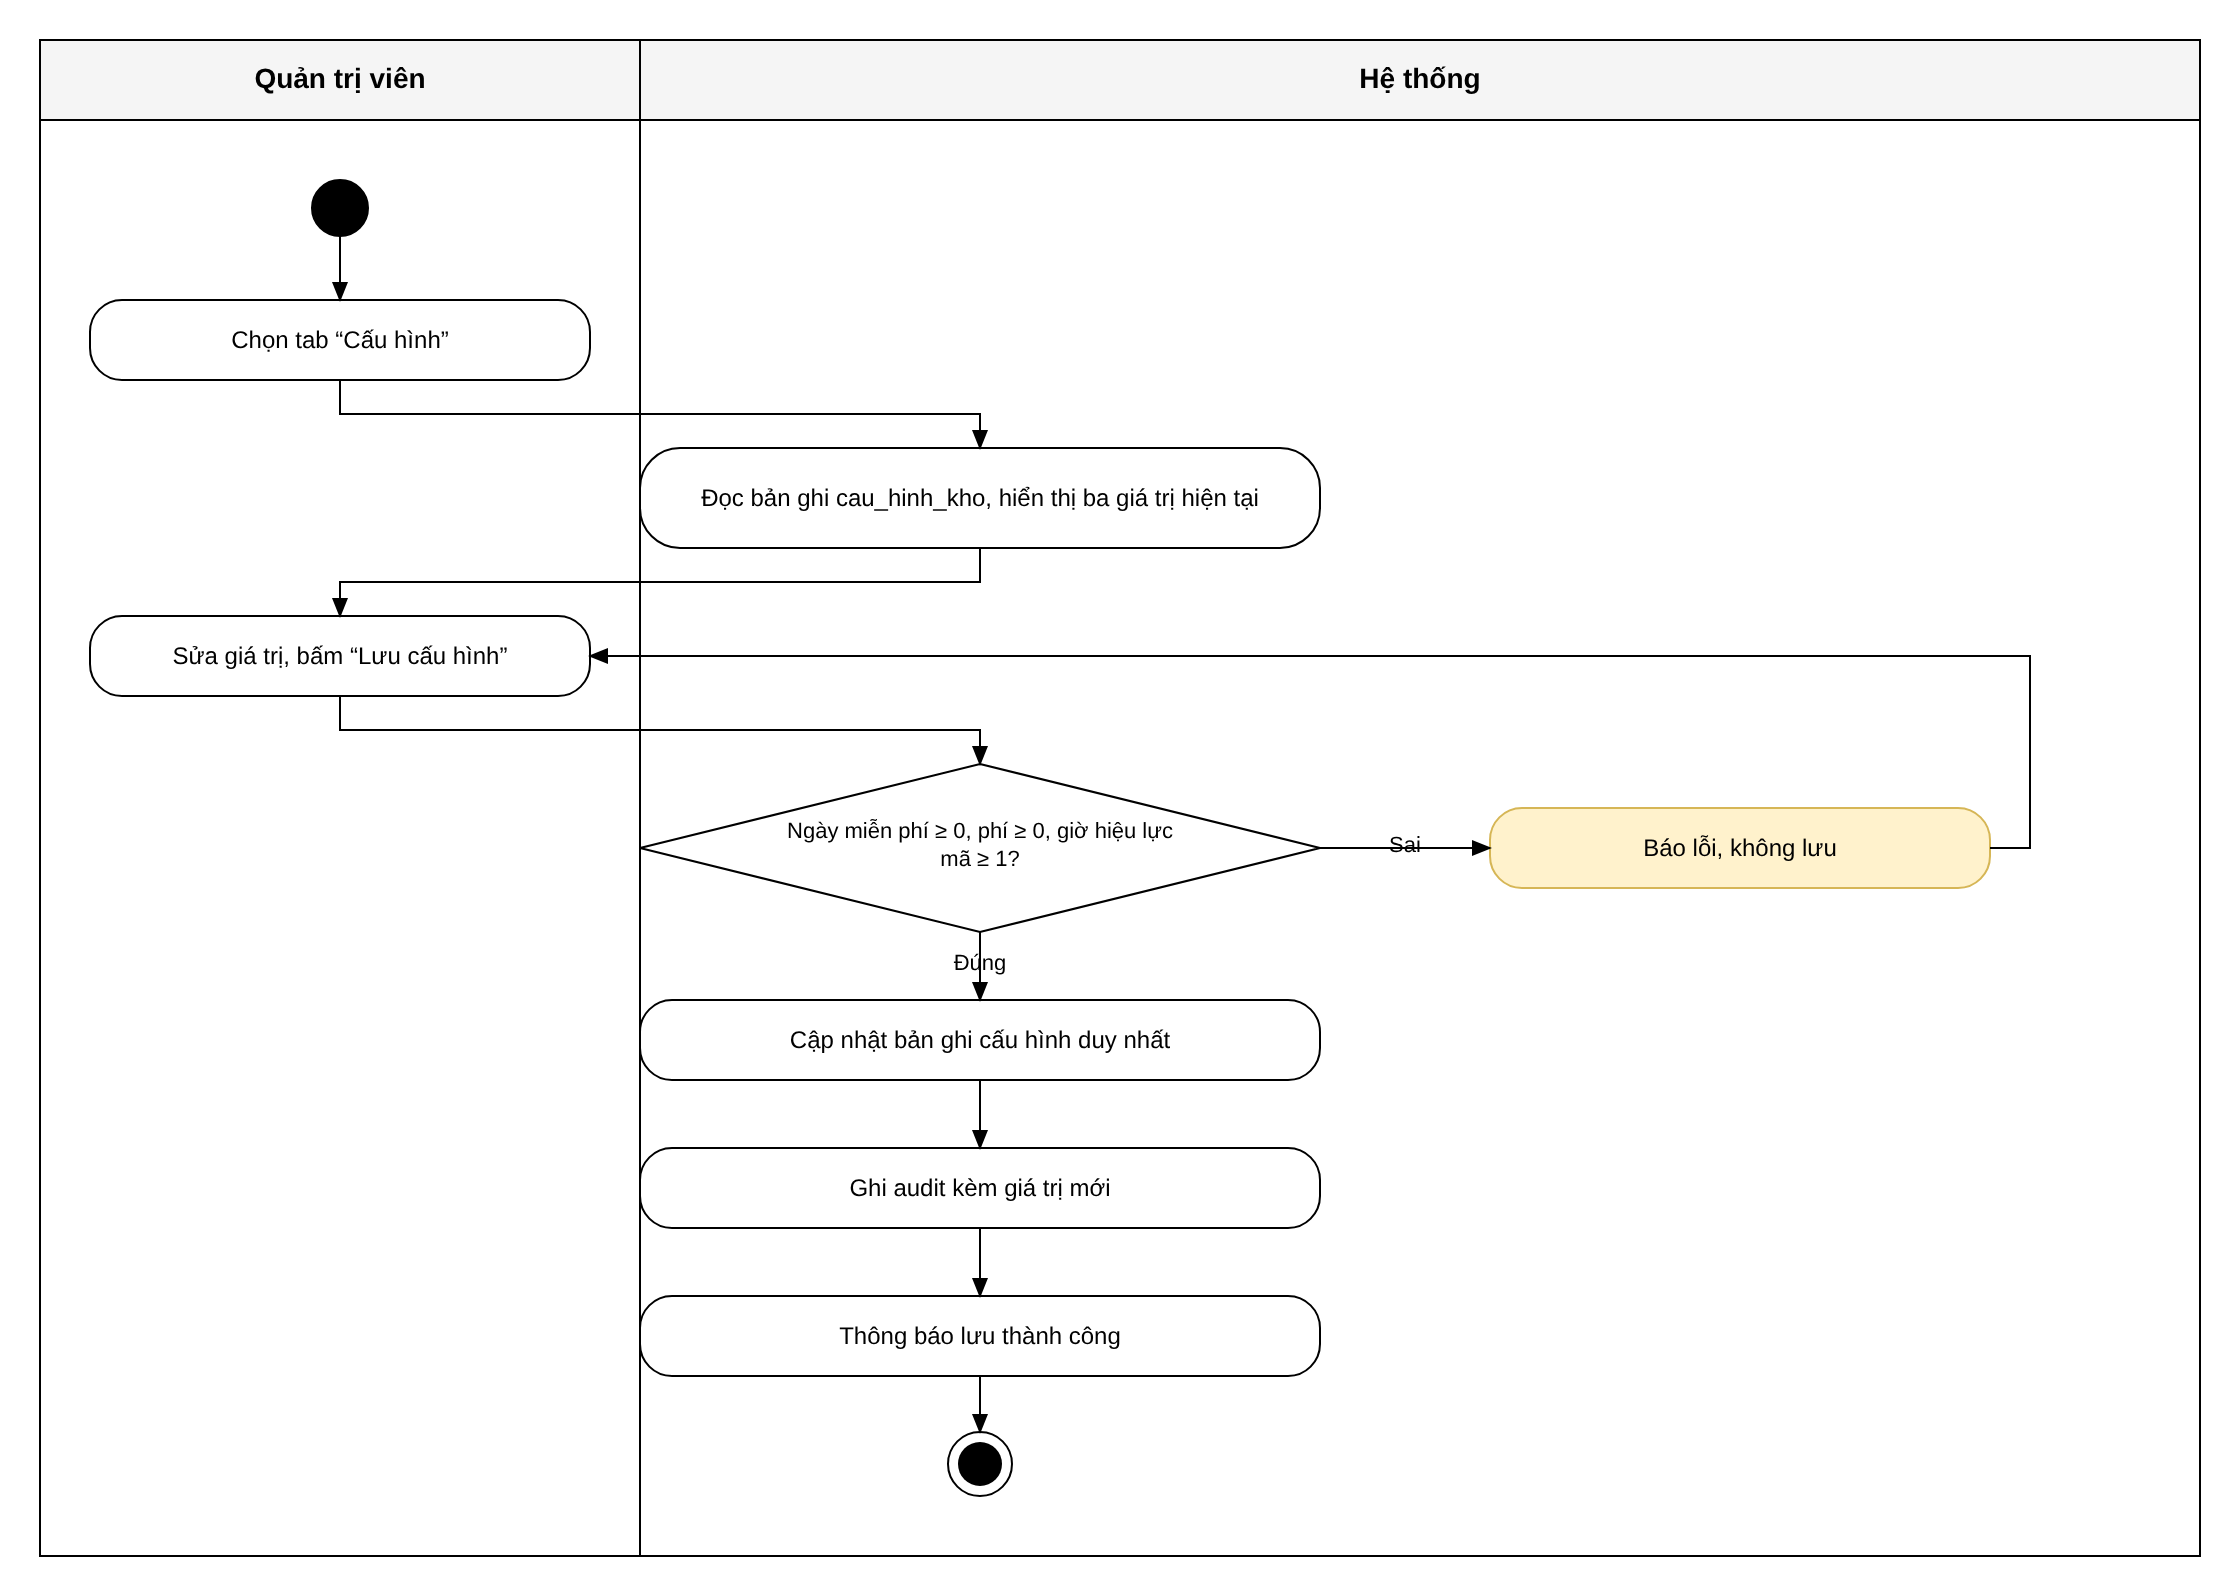 Quản trị viên
Hệ thống
Chọn tab “Cấu hình”
Đọc bản ghi cau_hinh_kho, hiển thị ba giá trị hiện tại
Sửa giá trị, bấm “Lưu cấu hình”
Ngày miễn phí ≥ 0, phí ≥ 0, giờ hiệu lực
mã ≥ 1?
Sai
Báo lỗi, không lưu
Đúng
Cập nhật bản ghi cấu hình duy nhất
Ghi audit kèm giá trị mới
Thông báo lưu thành công